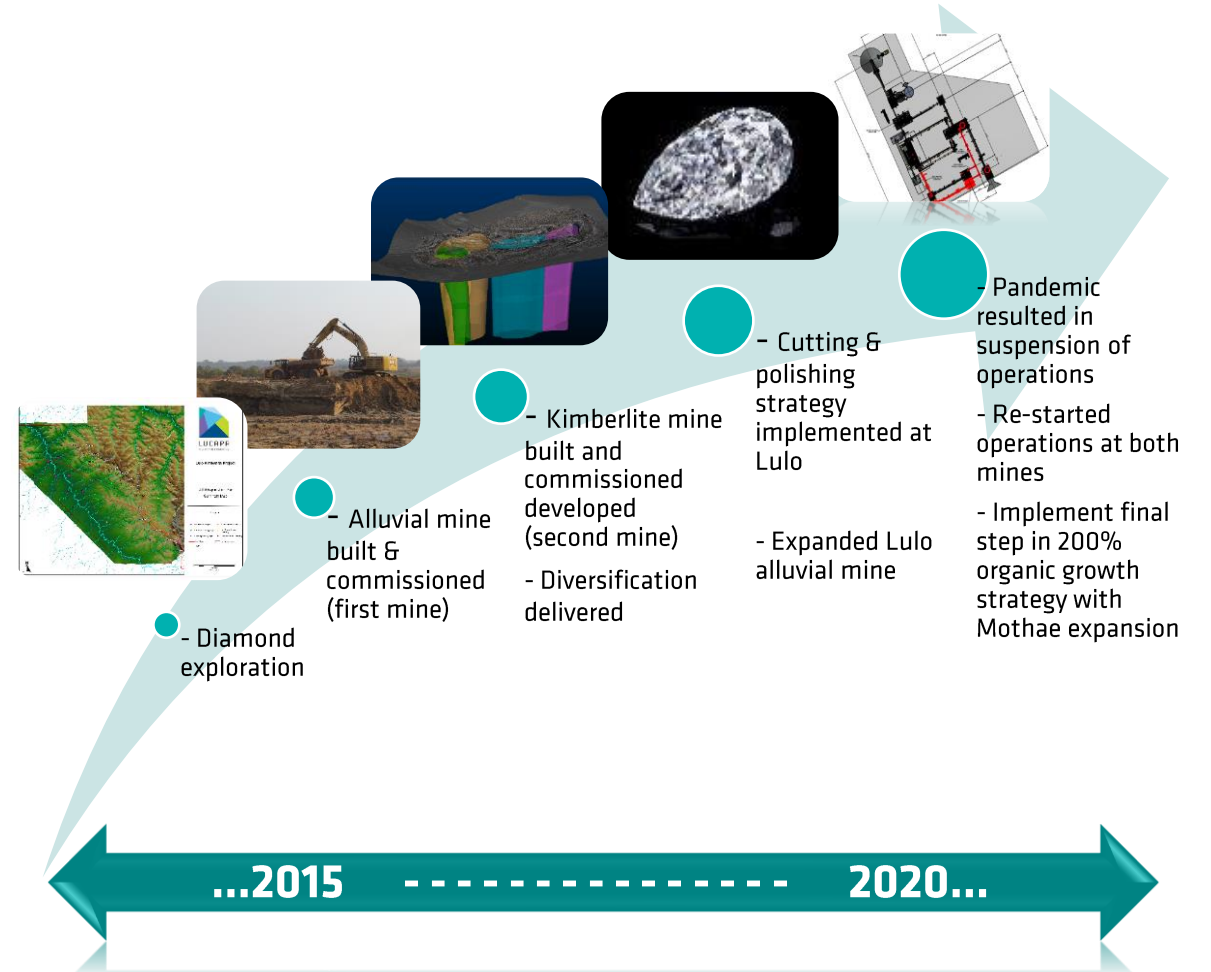 LUCAPA
- Diamond
exploration
- Alluvial mine
built &
commissioned
(first mine)
- Kimberlite mine
built and
commissioned
developed
(second mine)
- Diversification
delivered
- Cutting &
polishing
strategy
implemented at
Lulo
- Expanded Lulo
alluvial mine
- Pandemic
resulted in
suspension of
operations
- Re-started
operations at both
mines
- Implement final
step in 200%
organic growth
strategy with
Mothae expansion
...2015
2020...